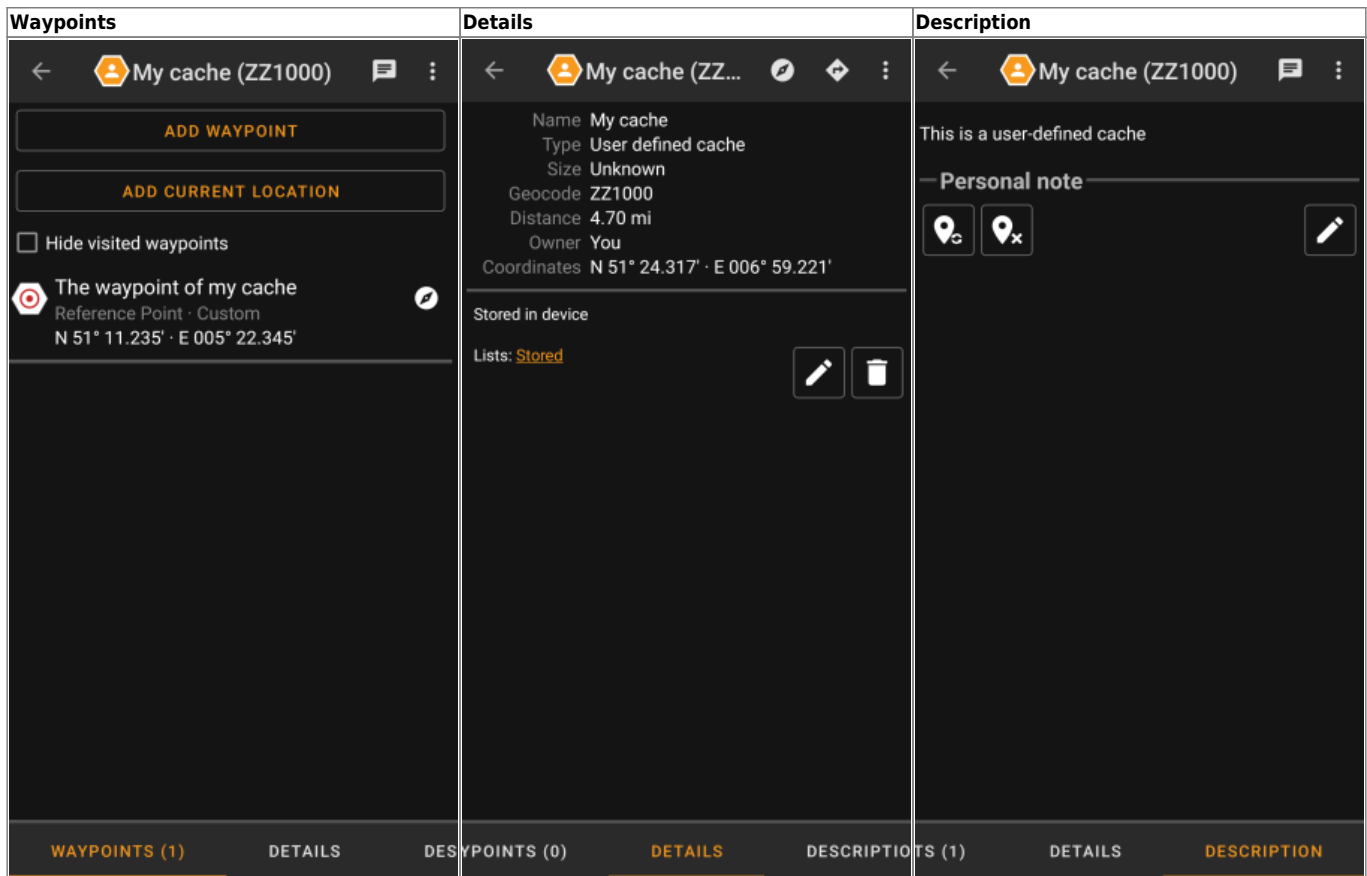 Waypoints
My cache (ZZ1000)
ADD WAYPOINT
ADD CURRENT LOCATION
Hide visited waypoints
The waypoint of my cache
Reference Point · Custom
N 51° 11.235' · E 005° 22.345'
WAYPOINTS (1) DETAILS DES
Details
My cache (ZZ...
Name My cache
Type User defined cache
Size Unknown
Geocode ZZ1000
Distance 4.70 mi
Owner You
Coordinates N 51° 24.317' · E 006° 59.221'
Stored in device
Lists: Stored
YPOINTS (0) DETAILS DESCRIPTIO
Description
My cache (ZZ1000)
This is a user-defined cache
Personal note
TS (1) DETAILS DESCRIPTION